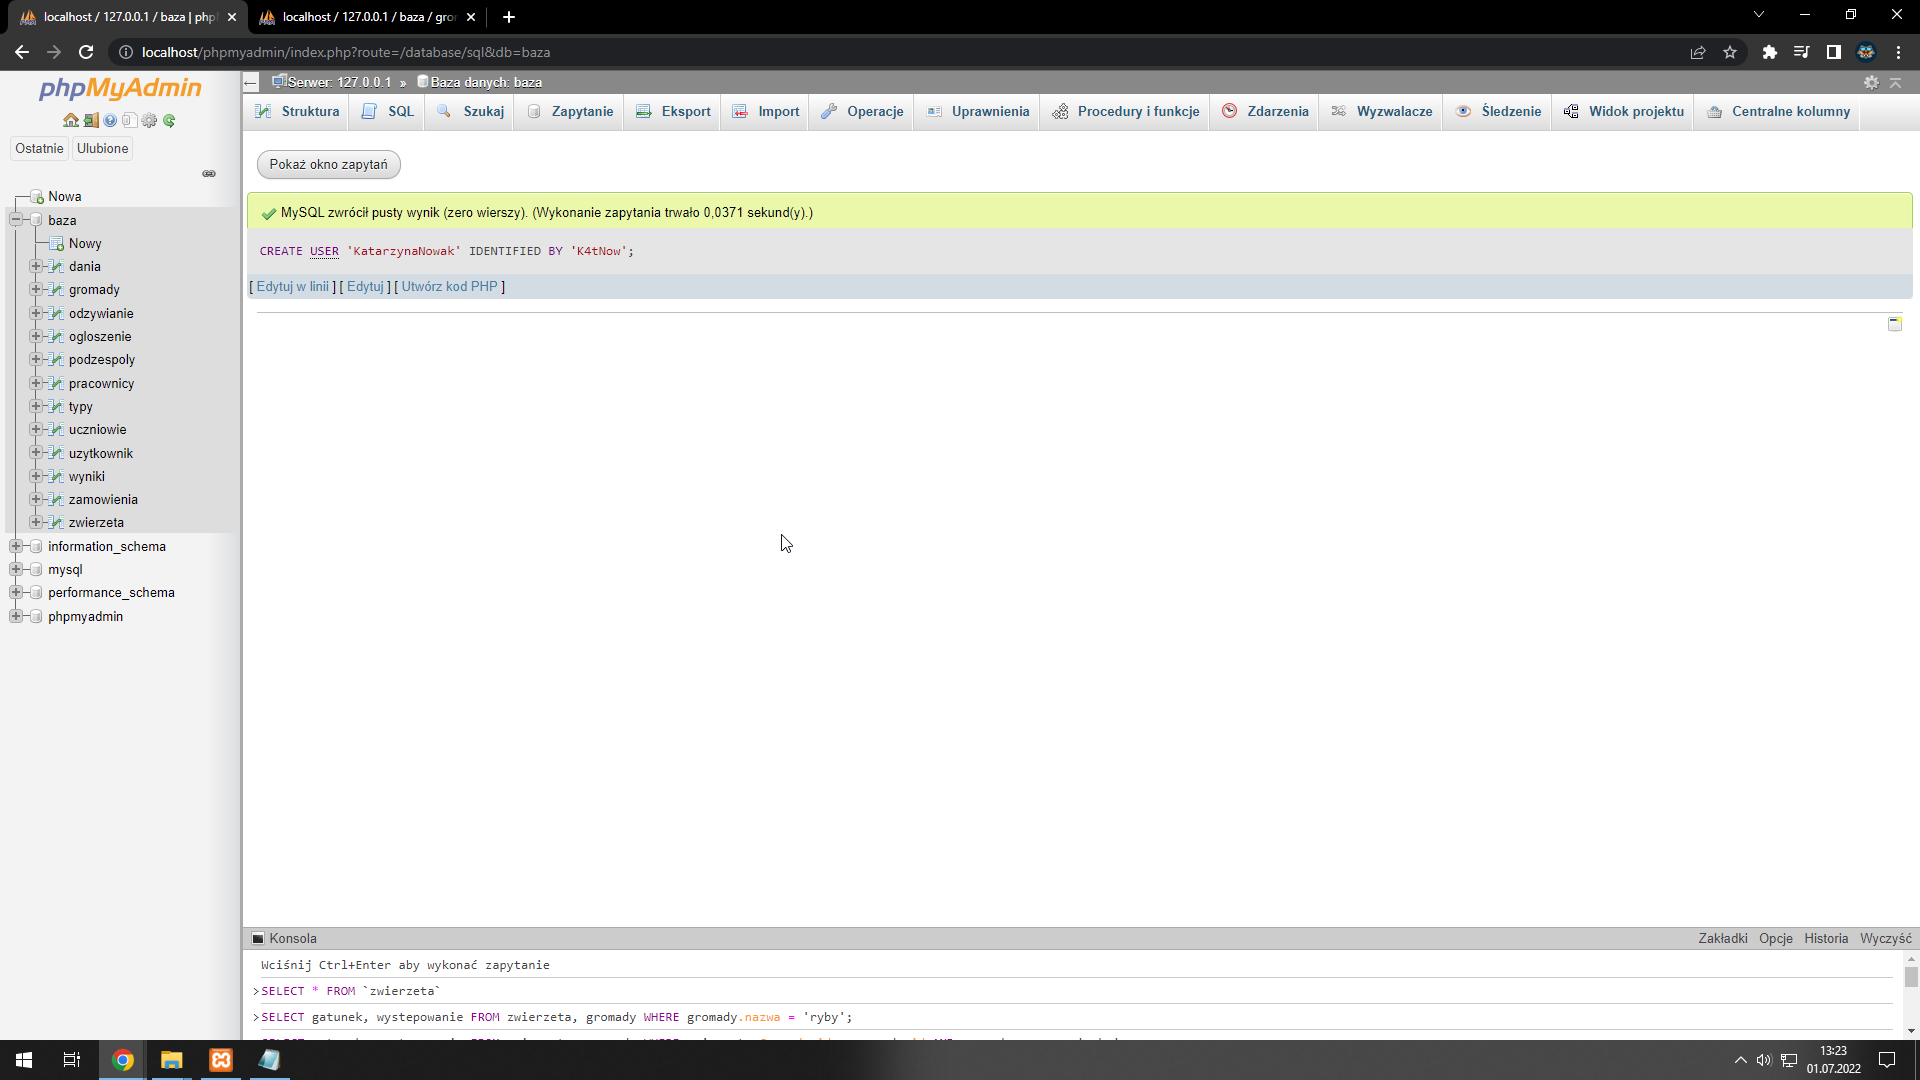 localhost / 127.0.0.1 / baza | php
localhost / 127.0.0.1 / baza / gro
localhost/phpmyadmin/index.php?route=/database/sql&db=baza
phpMyAdmin
Ostatnie
Ulubione
Nowa
baza
Nowy
dania
gromady
odzywianie
ogloszenie
podzespoly
pracownicy
typy
uczniowie
uzytkownik
wyniki
zamowienia
zwierzeta
information_schema
mysql
performance_schema
phpmyadmin
Serwer: 127.0.0.1 » Baza danych: baza
Struktura SQL Szukaj Zapytanie Eksport Import Operacje Uprawnienia Procedury i funkcje Zdarzenia Wyzwalacze Śledzenie Widok projektu Centralne kolumny
Pokaż okno zapytań
MySQL zwrócił pusty wynik (zero wierszy). (Wykonanie zapytania trwało 0,0371 sekund(y).)
CREATE USER 'KatarzynaNowak' IDENTIFIED BY 'K4tNow';
[ Edytuj w linii ] [ Edytuj ] [ Utwórz kod PHP ]
Konsola
Zakładki Opcje Historia Wyczyść
Wciśnij Ctrl+Enter aby wykonać zapytanie
>SELECT * FROM `zwierzeta`
>SELECT gatunek, wystepowanie FROM zwierzeta, gromady WHERE gromady.nazwa = 'ryby';
13:23
01.07.2022